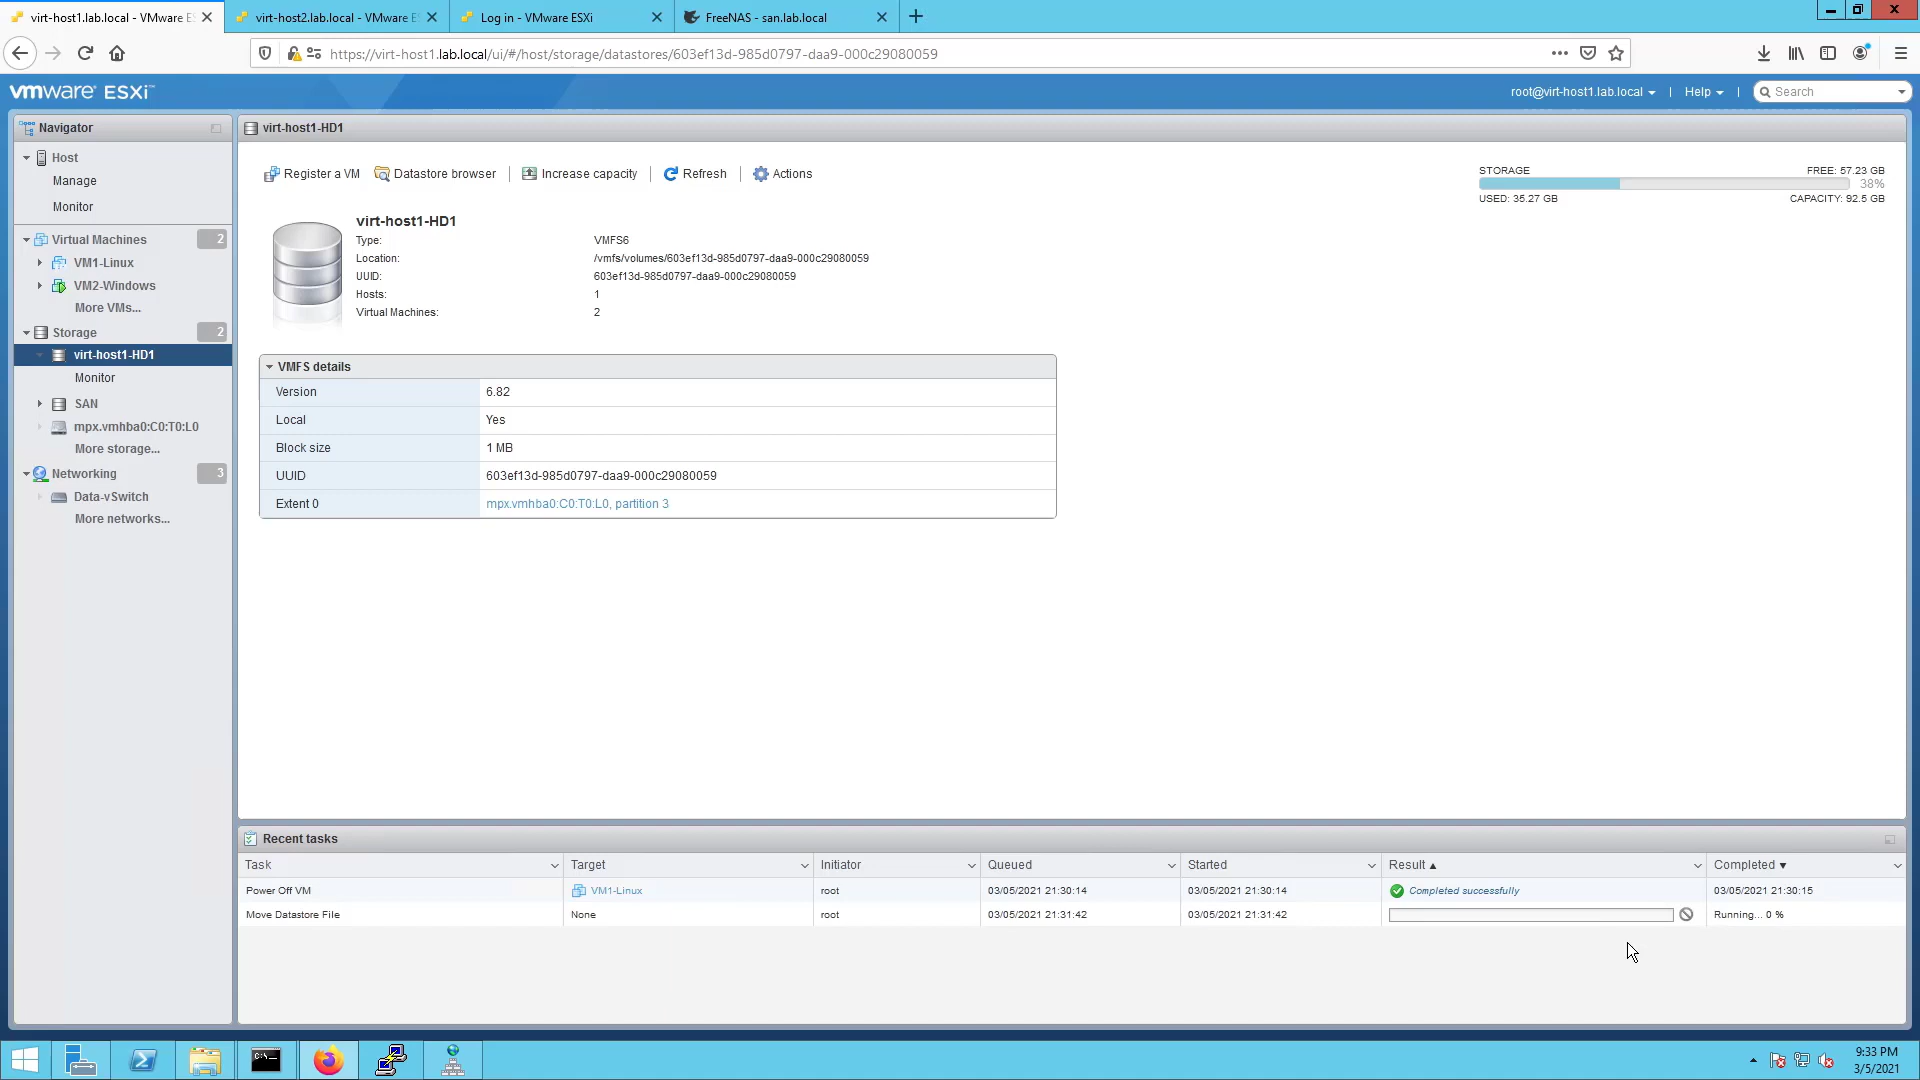 virt-host1.lab.local - VMware E
virt-host2.lab.local - VMware E
Log in - VMware ESXi
FreeNAS - san.lab.local
https://virt-host1.lab.local/ui/#/host/storage/datastores/603ef13d-985d0797-daa9-000c29080059
vmware ESXi™
root@virt-host1.lab.local
|
Help
|
Search
Navigator
virt-host1-HD1
Host
Manage
Monitor
Virtual Machines 2
VM1-Linux
VM2-Windows
More VMs...
Storage 2
virt-host1-HD1
Monitor
SAN
mpx.vmhba0:C0:T0:L0
More storage...
Networking 3
Data-vSwitch
More networks...
Register a VM
Datastore browser
Increase capacity
Refresh
Actions
STORAGE FREE: 57.23 GB
38%
USED: 35.27 GB CAPACITY: 92.5 GB
virt-host1-HD1
Type: VMFS6
Location: /vmfs/volumes/603ef13d-985d0797-daa9-000c29080059
UUID: 603ef13d-985d0797-daa9-000c29080059
Hosts: 1
Virtual Machines: 2
VMFS details
Version 6.82
Local Yes
Block size 1 MB
UUID 603ef13d-985d0797-daa9-000c29080059
Extent 0 mpx.vmhba0:C0:T0:L0, partition 3
Recent tasks
Task Target Initiator Queued Started Result ▲ Completed ▼
Power Off VM VM1-Linux root 03/05/2021 21:30:14 03/05/2021 21:30:14 Completed successfully 03/05/2021 21:30:15
Move Datastore File None root 03/05/2021 21:31:42 03/05/2021 21:31:42 Running... 0 %
9:33 PM
3/5/2021